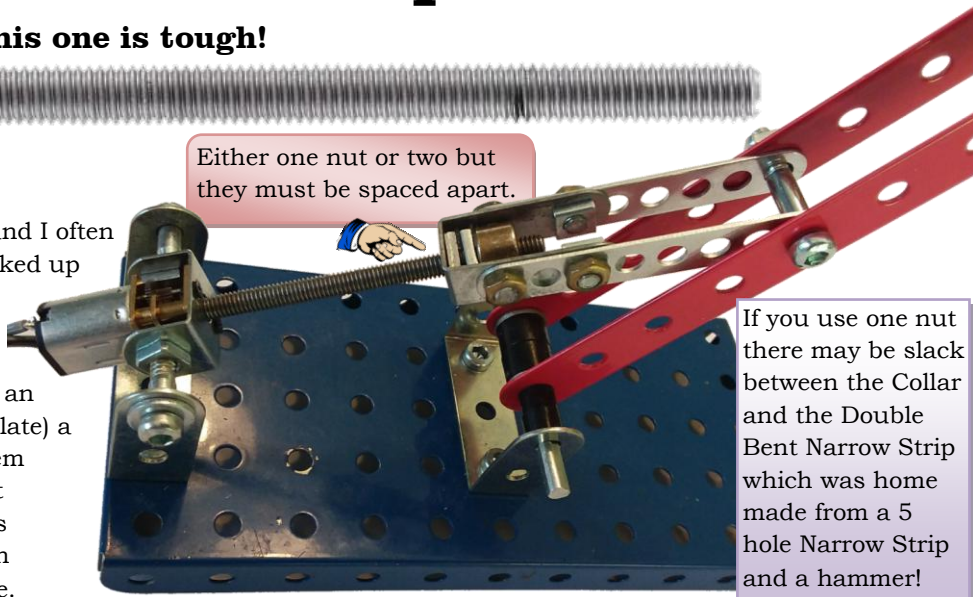 his one is tough!
Either one nut or two but
they must be spaced apart.
nd I often
ked up
an
late) a
em
t
s
n
e.
If you use one nut
there may be slack
between the Collar
and the Double
Bent Narrow Strip
which was home
made from a 5
hole Narrow Strip
and a hammer!